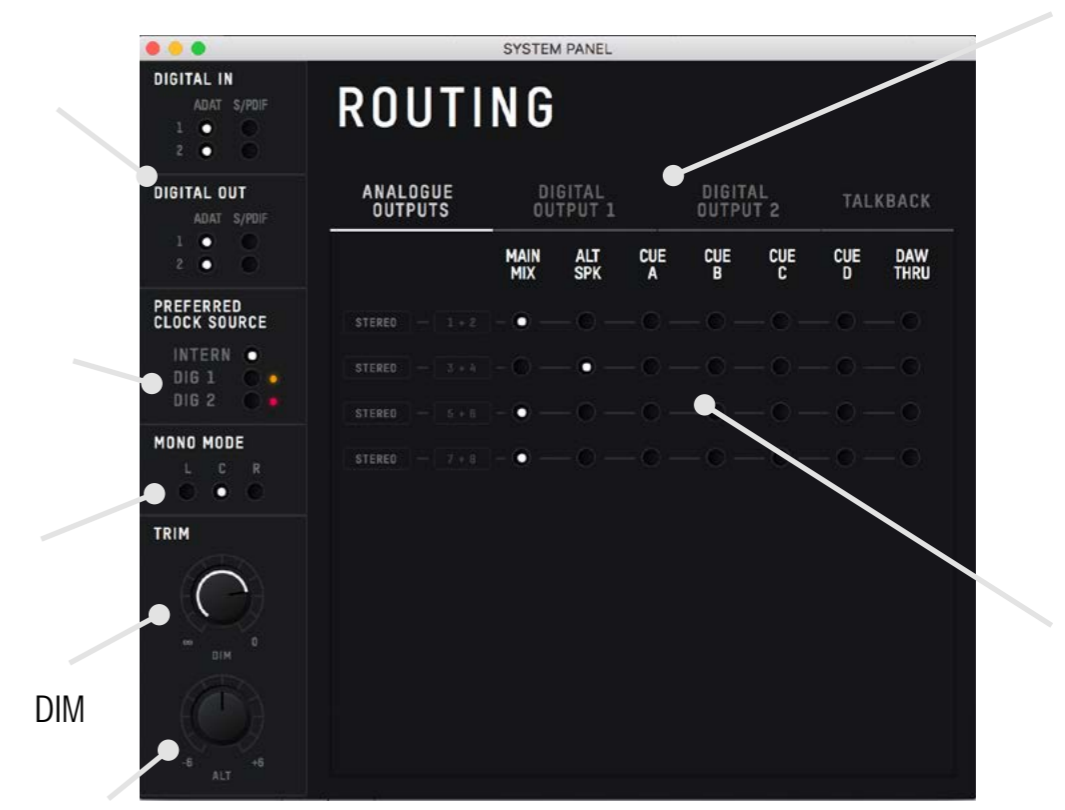 SYSTEM PANEL
DIGITAL IN
ADAT S/PDIF
1
2
DIGITAL OUT
ADAT S/PDIF
1
2
PREFERRED
CLOCK SOURCE
INTERN
DIG 1
DIG 2
MONO MODE
L C R
TRIM
∞ 0
DIM
-6 +6
ALT
DIM
ROUTING
ANALOGUE
OUTPUTS
DIGITAL
OUTPUT 1
DIGITAL
OUTPUT 2
TALKBACK
MAIN
MIX
ALT
SPK
CUE
A
CUE
B
CUE
C
CUE
D
DAW
THRU
STEREO 1+2
STEREO 3+4
STEREO 5+6
STEREO 7+8